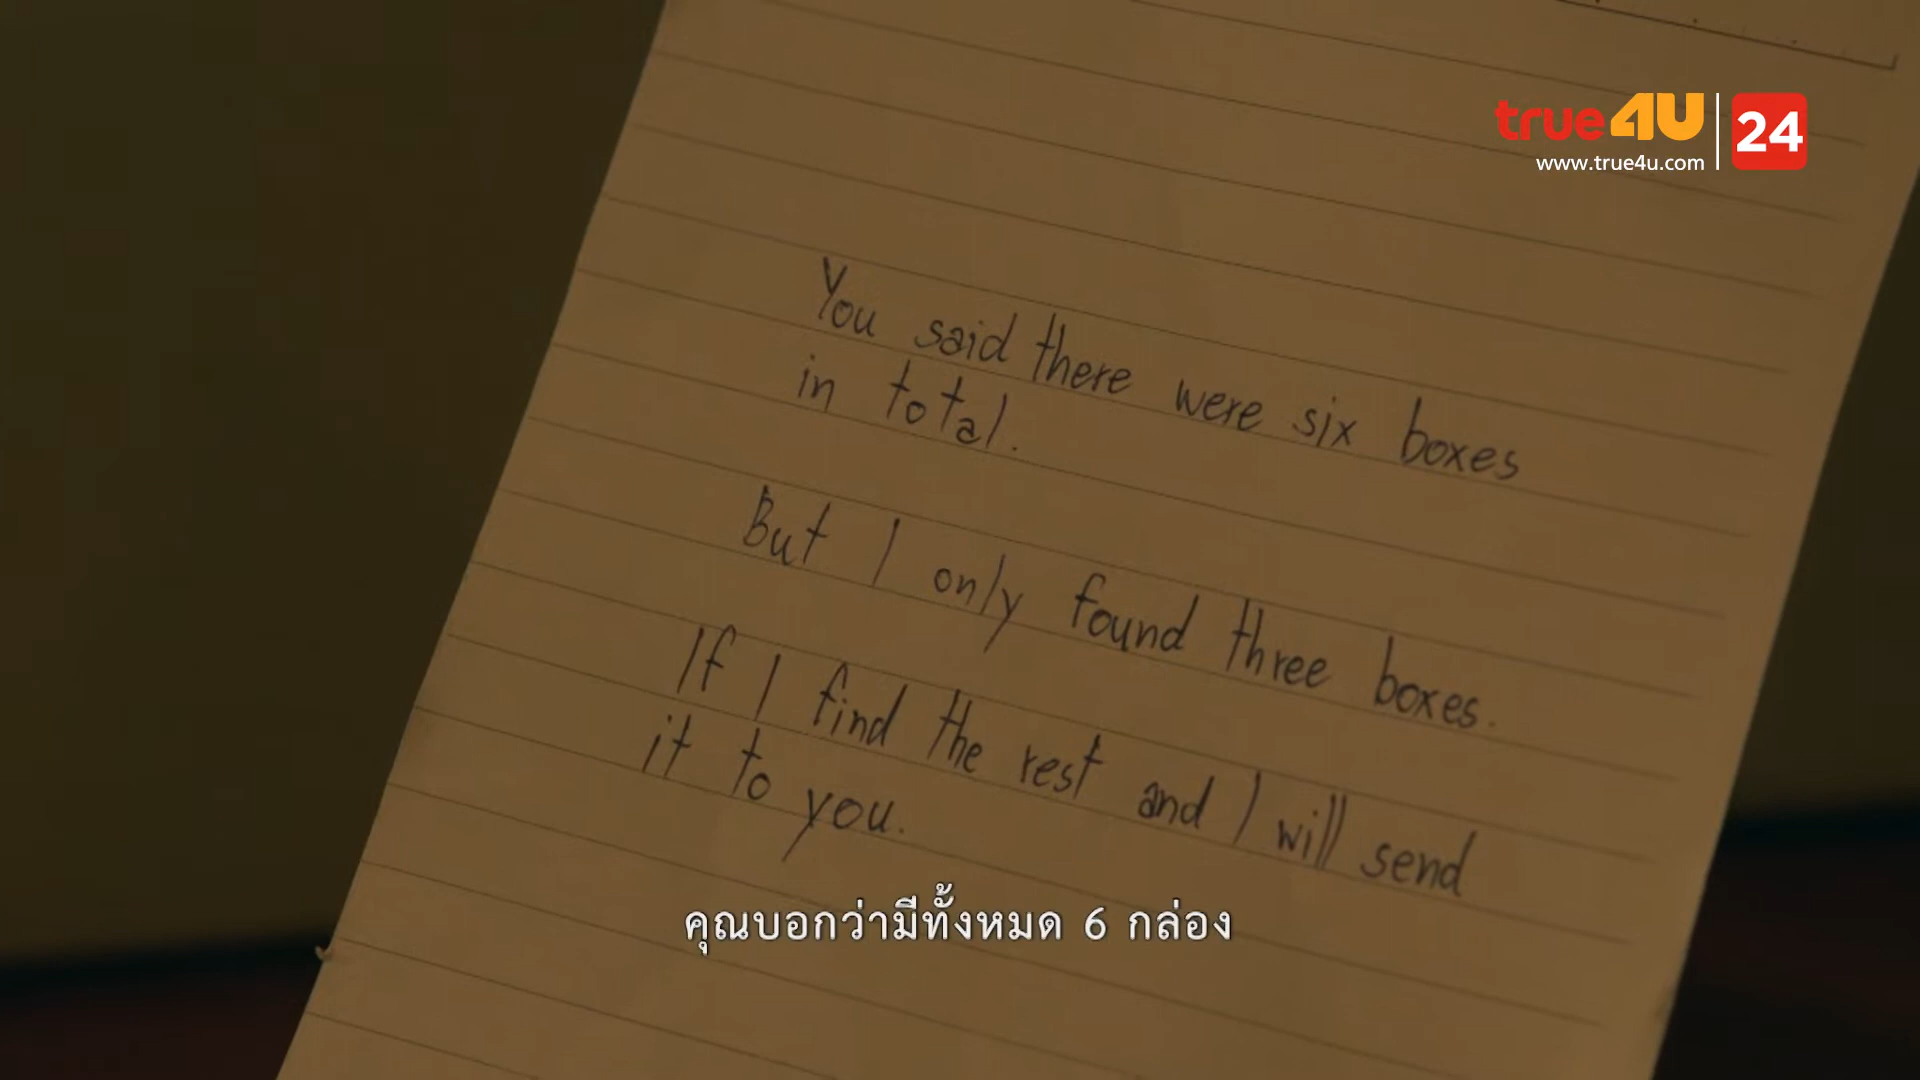 true4U
24
www.true4u.com
You said there were six boxes
in total.
But I only found three boxes.
If I find the rest and I will send
it to you.
คุณบอกว่ามีทั้งหมด 6 กล่อง